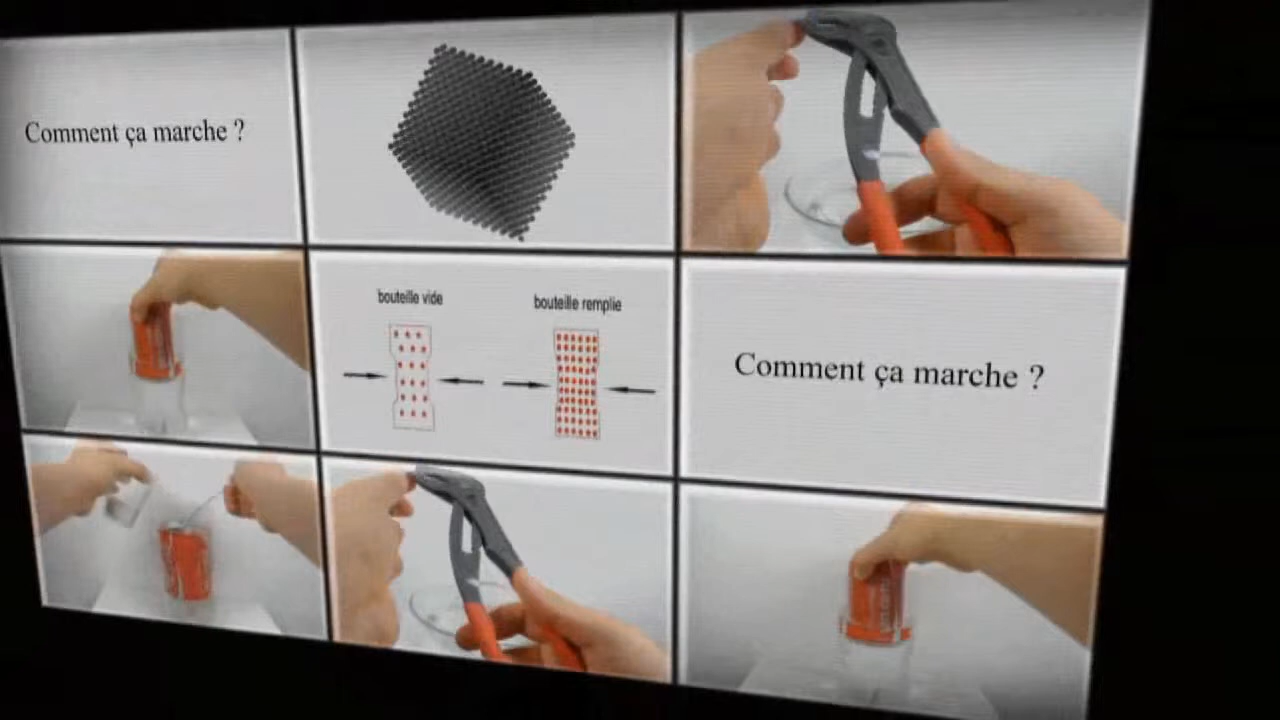 Comment ça marche ?
bouteille vide
bouteille remplie
Comment ça marche ?